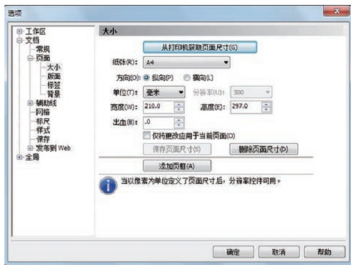 选项
工作区
文档
常规
页面
大小
版面
标签
背景
辅助线
网格
标尺
样式
保存
发布到 Web
全局
大小
从打印机获取页面尺寸(G)
纸张(R): A4
方向(O): 纵向(P) 横向(L)
单位(T): 毫米 分辨率(U): 300
宽度(W): 210.0 高度(E): 297.0
出血(B): .0
仅将更改应用于当前页面(O)
保存页面尺寸(S) 删除页面尺寸(D)
添加页框(A)
当以像素为单位定义了页面尺寸后，分辨率控件可用。
确定 取消 帮助